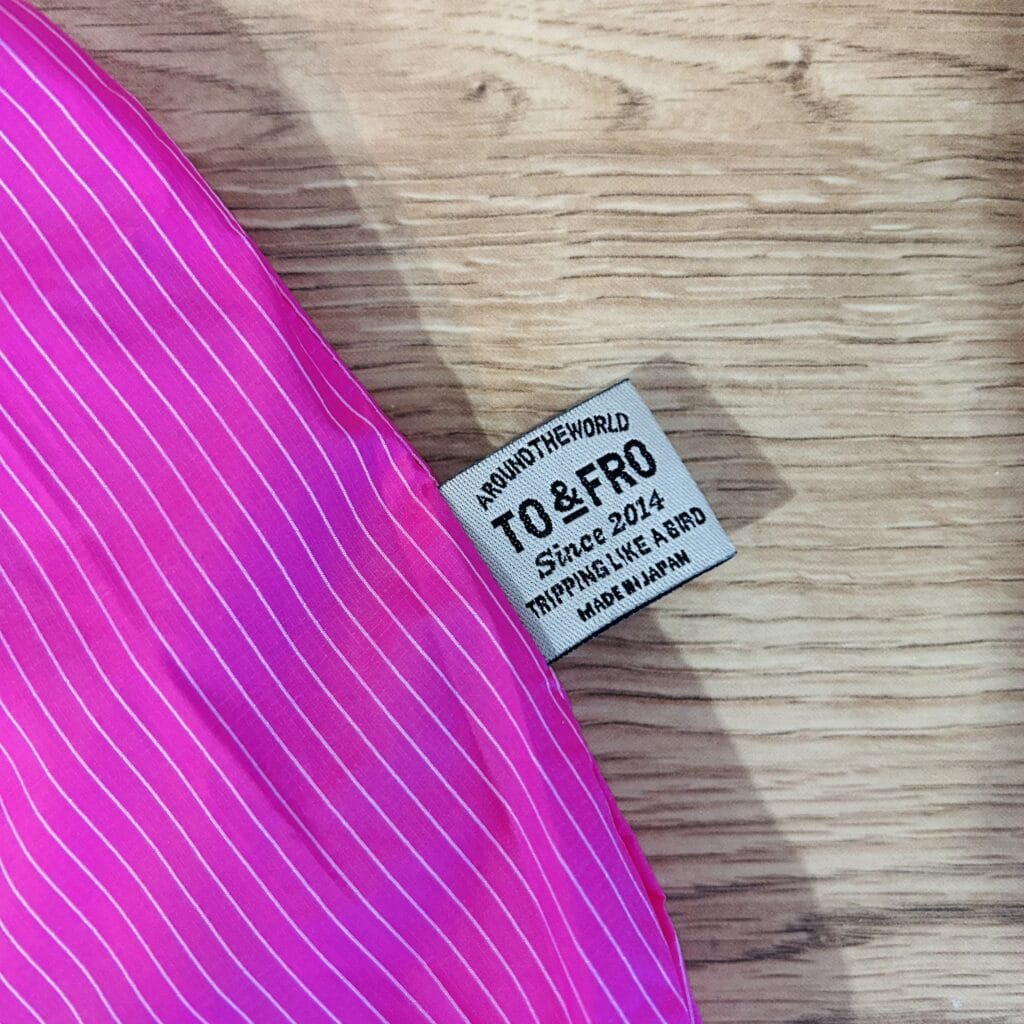 AROUNDTHEWORLD
TO & FRO
Since 2014
TRIPPING LIKE A BIRD
MADE IN JAPAN